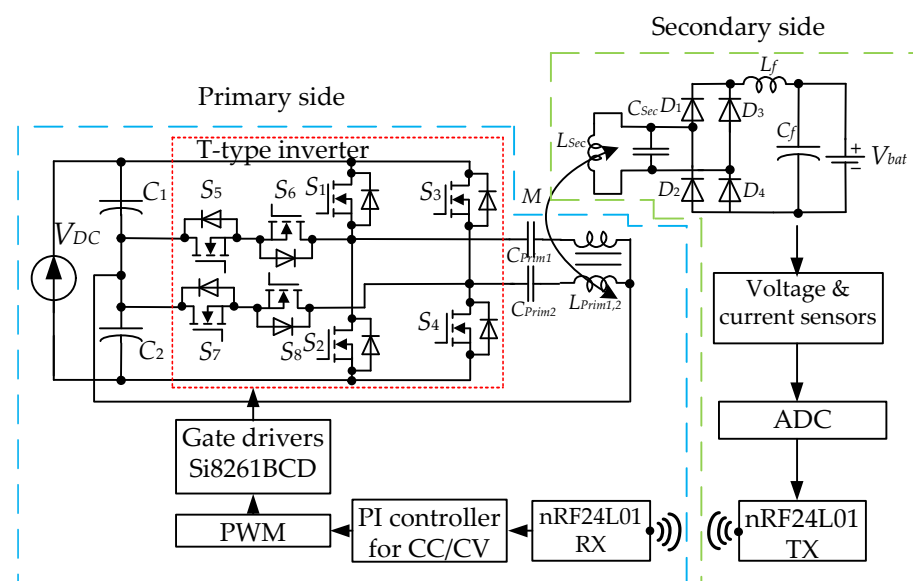 Secondary side
Primary side
T-type inverter
L_f
C_Sec
D_1
D_3
L_Sec
C_f
V_bat
D_2
D_4
M
C_1
S_5
S_6
S_1
S_3
V_DC
C_Prim1
C_Prim2
L_Prim1,2
C_2
S_7
S_8
S_2
S_4
Voltage &
current sensors
ADC
Gate drivers
Si8261BCD
PWM
PI controller
for CC/CV
nRF24L01
RX
nRF24L01
TX